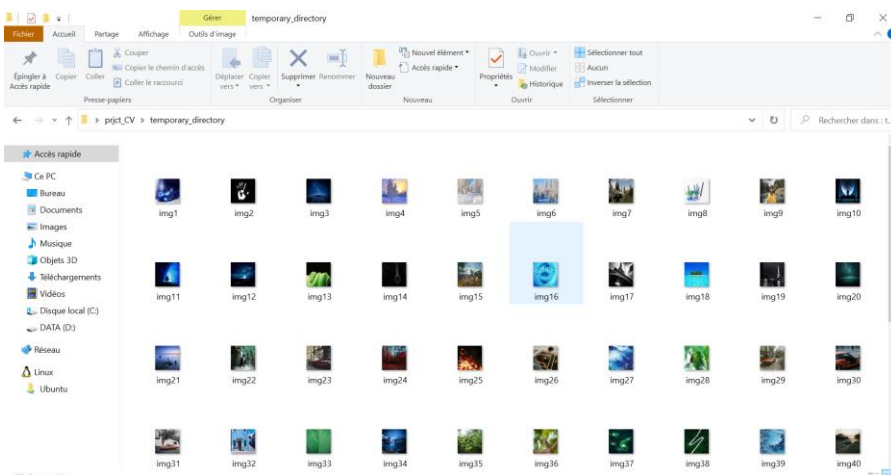 Gérer
temporary_directory
Fichier
Accueil
Partage
Affichage
Outils d'image
Épingler à
Accès rapide
Copier
Coller
Couper
Copier le chemin d'accès
Coller le raccourci
Presse-papiers
Déplacer
vers
Copier
vers
Supprimer
Renommer
Organiser
Nouveau
dossier
Nouvel élément
Accès rapide
Nouveau
Propriétés
Ouvrir
Modifier
Historique
Ouvrir
Sélectionner tout
Aucun
Inverser la sélection
Sélectionner
prjct_CV > temporary_directory
Rechercher dans : t...
Accès rapide
Ce PC
Bureau
Documents
Images
Musique
Objets 3D
Téléchargements
Vidéos
Disque local (C:)
DATA (D:)
Réseau
Linux
Ubuntu
img1 img2 img3 img4 img5 img6 img7 img8 img9 img10
img11 img12 img13 img14 img15 img16 img17 img18 img19 img20
img21 img22 img23 img24 img25 img26 img27 img28 img29 img30
img31 img32 img33 img34 img35 img36 img37 img38 img39 img40